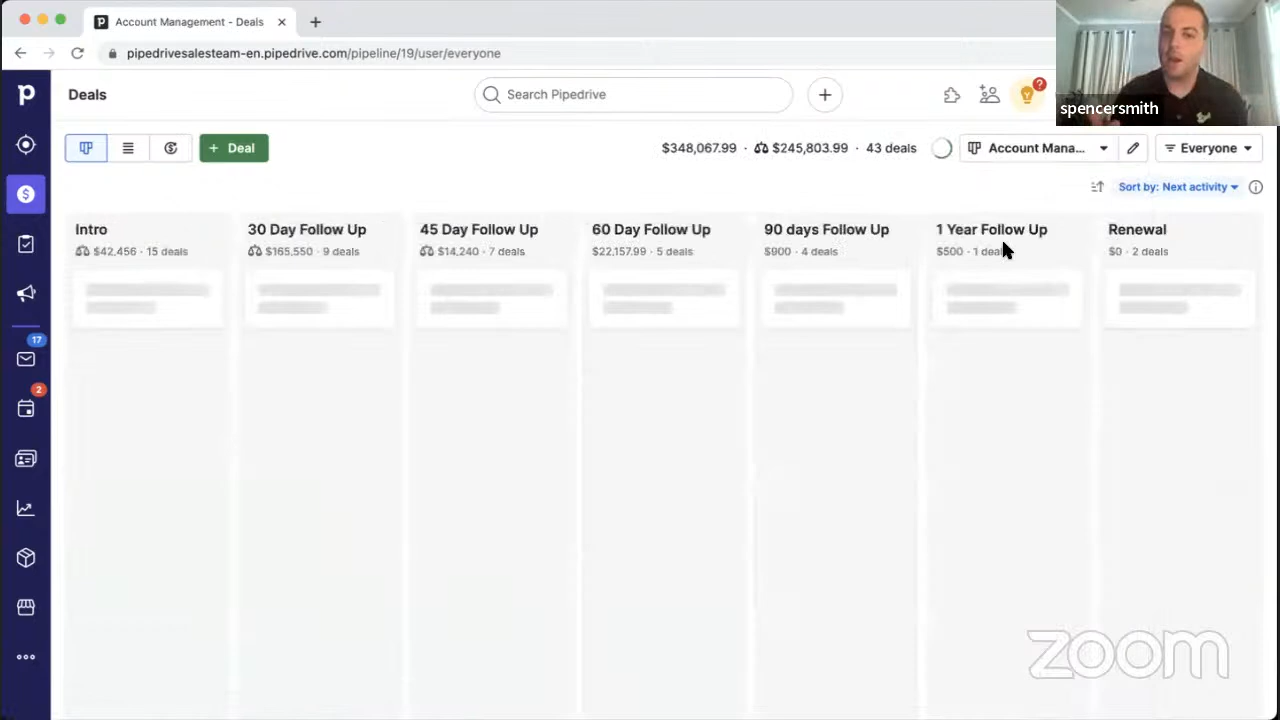 Account Management - Deals
pipedrivesalesteam-en.pipedrive.com/pipeline/19/user/everyone
spencersmith
p
Deals
Search Pipedrive
?
+ Deal
$348,067.99 · $245,803.99 · 43 deals
Account Mana...
Everyone
Sort by: Next activity
Intro
$42,456 · 15 deals
30 Day Follow Up
$165,550 · 9 deals
45 Day Follow Up
$14,240 · 7 deals
60 Day Follow Up
$22,157.99 · 5 deals
90 days Follow Up
$900 · 4 deals
1 Year Follow Up
$500 · 1 deal
Renewal
$0 · 2 deals
17
2
zoom